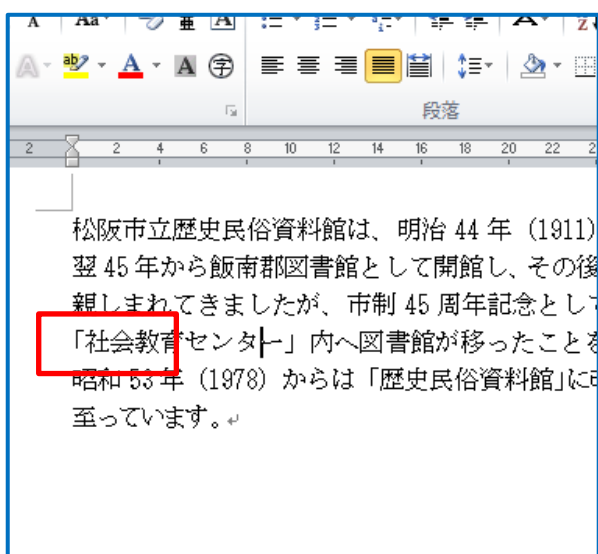 段落
2 2 4 6 8 10 12 14 16 18 20 22
松阪市立歴史民俗資料館は、明治 44 年（1911）
翌 45 年から飯南郡図書館として開館し、その後
親しまれてきましたが、市制 45 周年記念として
「社会教育センター」内へ図書館が移ったことを
昭和 53 年（1978）からは「歴史民俗資料館」に
至っています。